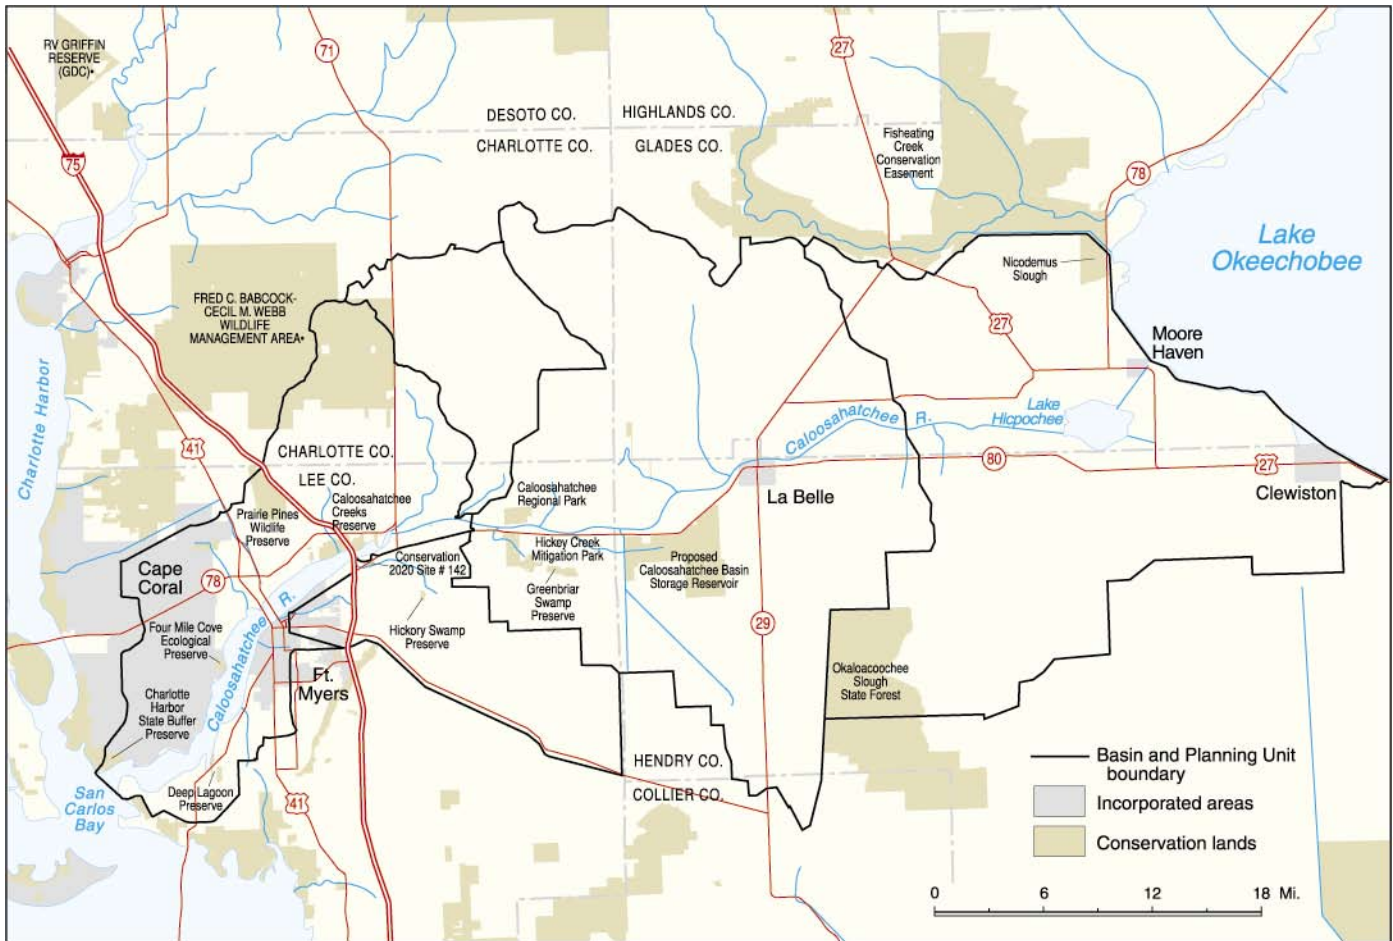 RV GRIFFIN
RESERVE
(GDC)•
71
27
DESOTO CO.
HIGHLANDS CO.
CHARLOTTE CO.
GLADES CO.
Fisheating
Creek
Conservation
Easement
75
78
Lake
Okeechobee
Nicodemus
Slough
FRED C. BABCOCK-
CECIL M. WEBB
WILDLIFE
MANAGEMENT AREA•
27
Moore
Haven
Charlotte Harbor
Caloosahatchee R.
Lake
Hicpochee
41
CHARLOTTE CO.
LEE CO.
80
27
La Belle
Clewiston
Caloosahatchee
Creeks
Preserve
Caloosahatchee
Regional Park
Prairie Pines
Wildlife
Preserve
Hickey Creek
Mitigation Park
Conservation
2020 Site # 142
Proposed
Caloosahatchee Basin
Storage Reservoir
Cape
Coral
78
Greenbriar
Swamp
Preserve
Caloosahatchee R.
Four Mile Cove
Ecological
Preserve
Hickory Swamp
Preserve
29
Okaloacoochee
Slough
State Forest
Ft.
Myers
Charlotte
Harbor
State Buffer
Preserve
HENDRY CO.
COLLIER CO.
Deep Lagoon
Preserve
41
San
Carlos
Bay
Basin and Planning Unit
boundary
Incorporated areas
Conservation lands
0 6 12 18 Mi.